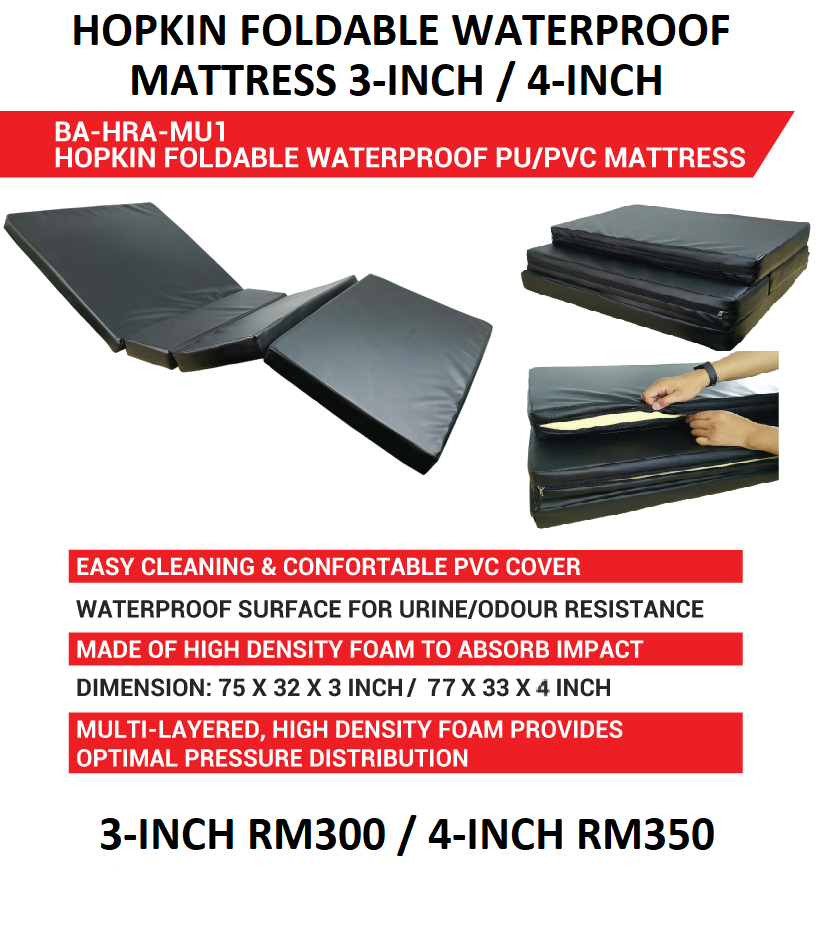 HOPKIN FOLDABLE WATERPROOF
MATTRESS 3-INCH / 4-INCH
BA-HRA-MU1
HOPKIN FOLDABLE WATERPROOF PU/PVC MATTRESS
EASY CLEANING & CONFORTABLE PVC COVER
WATERPROOF SURFACE FOR URINE/ODOUR RESISTANCE
MADE OF HIGH DENSITY FOAM TO ABSORB IMPACT
DIMENSION: 75 X 32 X 3 INCH / 77 X 33 X 4 INCH
MULTI-LAYERED, HIGH DENSITY FOAM PROVIDES
OPTIMAL PRESSURE DISTRIBUTION
3-INCH RM300 / 4-INCH RM350